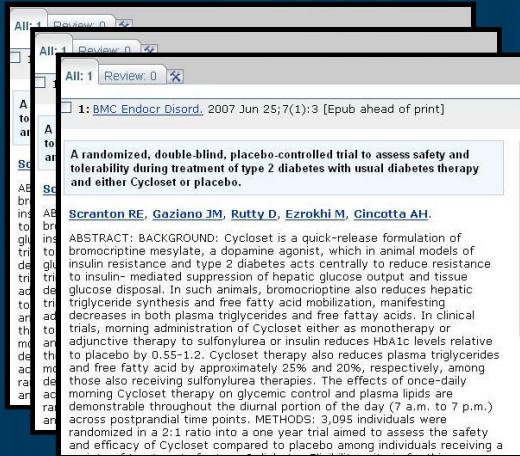 All: 1 Review: 0
All: 1 Review: 0
All: 1 Review: 0
1: BMC Endocr Disord. 2007 Jun 25;7(1):3 [Epub ahead of print]
A randomized, double-blind, placebo-controlled trial to assess safety and
tolerability during treatment of type 2 diabetes with usual diabetes therapy
and either Cycloset or placebo.
Scranton RE, Gaziano JM, Rutty D, Ezrokhi M, Cincotta AH.
ABSTRACT: BACKGROUND: Cycloset is a quick-release formulation of
bromocriptine mesylate, a dopamine agonist, which in animal models of
insulin resistance and type 2 diabetes acts centrally to reduce resistance
to insulin- mediated suppression of hepatic glucose output and tissue
glucose disposal. In such animals, bromocrioptine also reduces hepatic
triglyceride synthesis and free fatty acid mobilization, manifesting
decreases in both plasma triglycerides and free fattay acids. In clinical
trials, morning administration of Cycloset either as monotherapy or
adjunctive therapy to sulfonylurea or insulin reduces HbA1c levels relative
to placebo by 0.55-1.2. Cycloset therapy also reduces plasma triglycerides
and free fatty acid by approximately 25% and 20%, respectively, among
those also receiving sulfonylurea therapies. The effects of once-daily
morning Cycloset therapy on glycemic control and plasma lipids are
demonstrable throughout the diurnal portion of the day (7 a.m. to 7 p.m.)
across postprandial time points. METHODS: 3,095 individuals were
randomized in a 2:1 ratio into a one year trial aimed to assess the safety
and efficacy of Cycloset compared to placebo among individuals receiving a